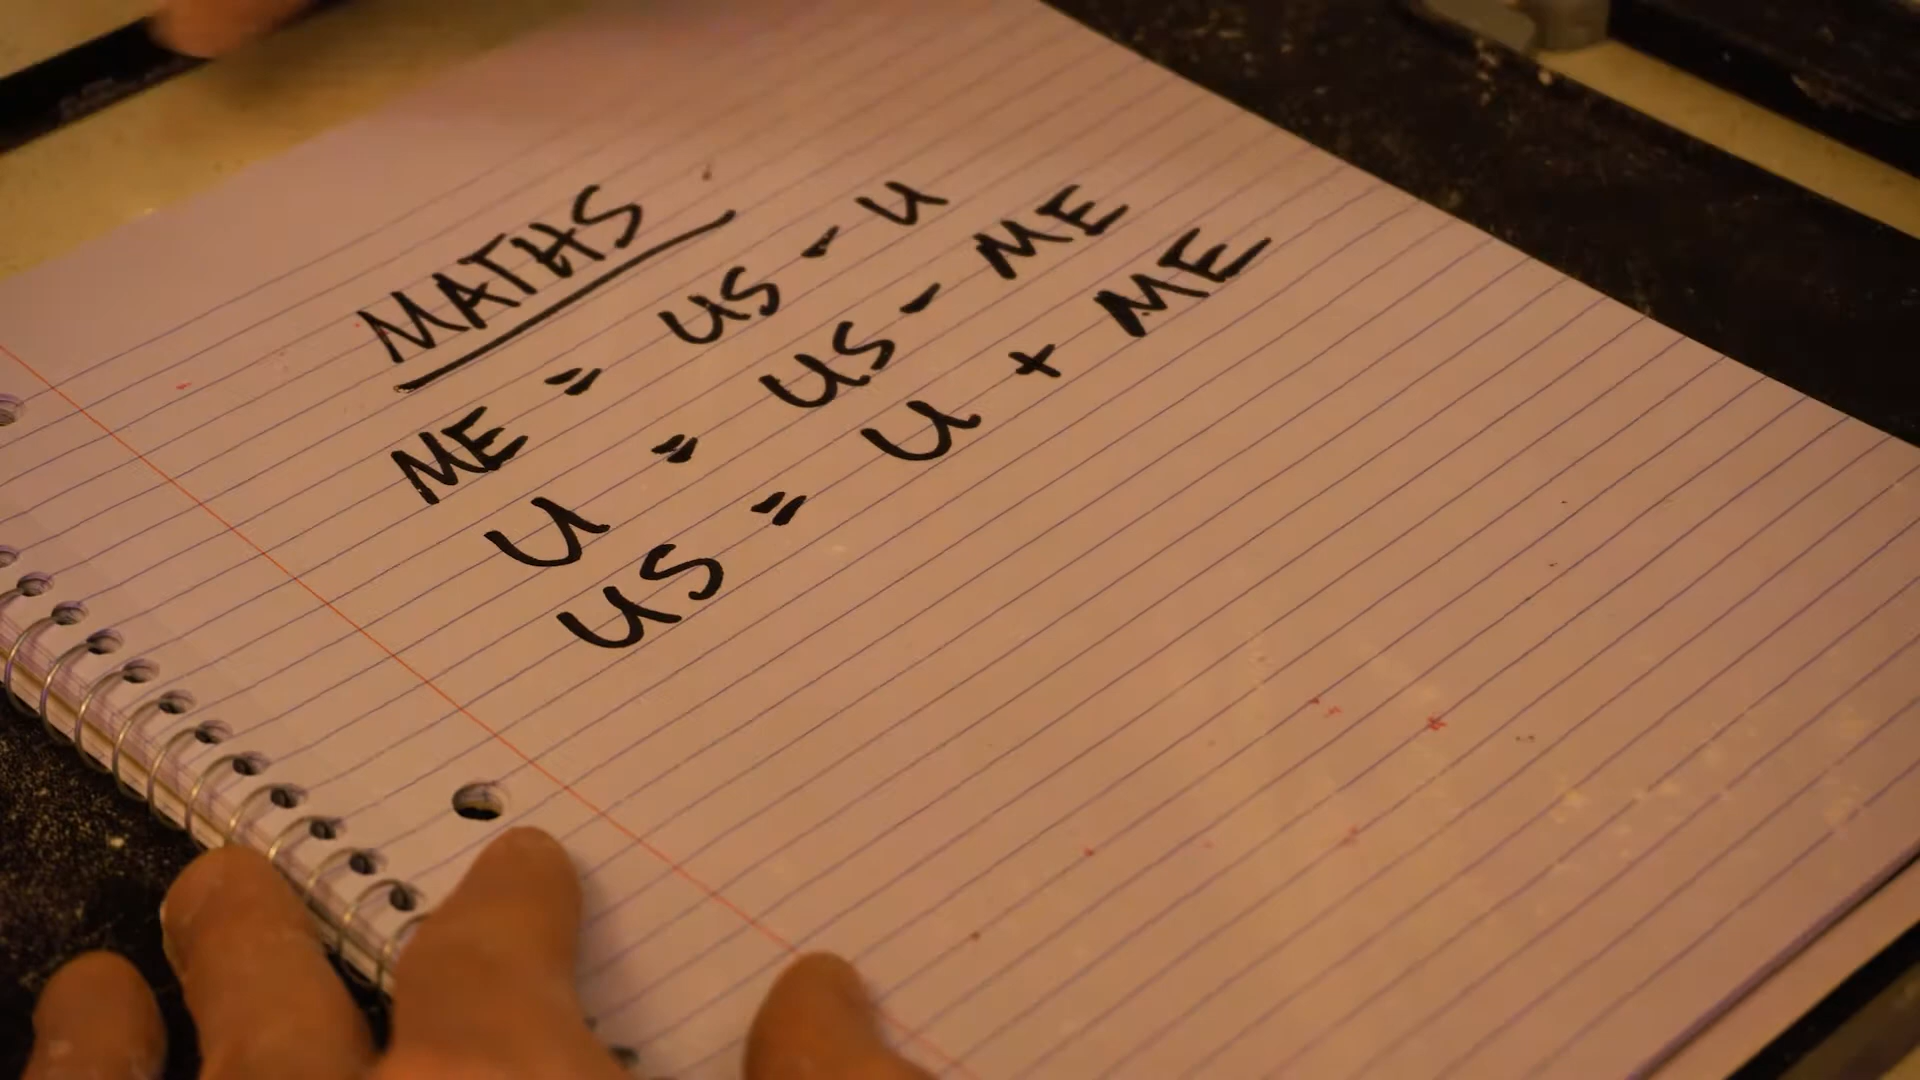 MATHS
ME = US - U
U = US - ME
US = U + ME